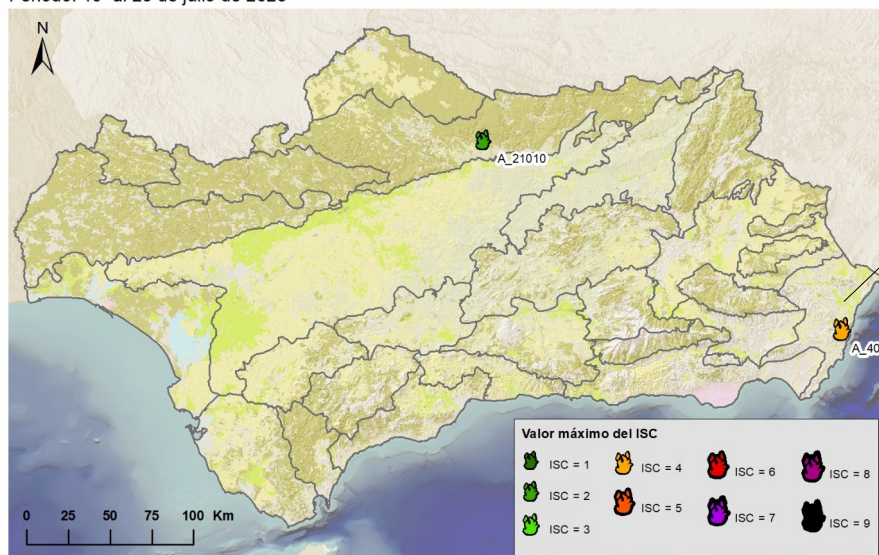 N
A_21010
A_40
Valor máximo del ISC
ISC = 1
ISC = 4
ISC = 6
ISC = 8
ISC = 2
ISC = 5
ISC = 7
ISC = 9
ISC = 3
0 25 50 75 100 Km